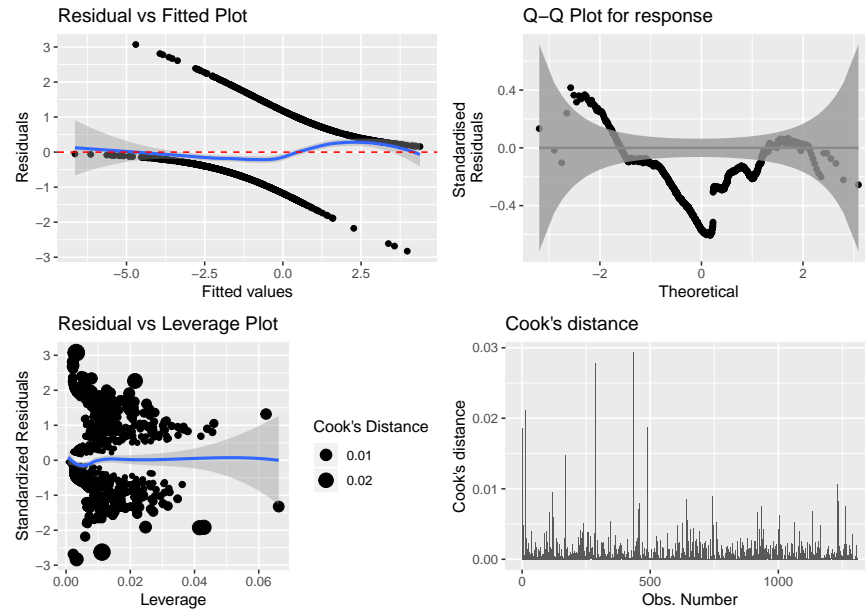 Residual vs Fitted Plot
3
2
1
0
−1
−2
−3
Residuals
−5.0
−2.5
0.0
2.5
Fitted values
Q−Q Plot for response
0.4
0.0
−0.4
Standardised
Residuals
−2
0
2
Theoretical
Residual vs Leverage Plot
3
2
1
0
−1
−2
−3
Standardized Residuals
0.00
0.02
0.04
0.06
Leverage
Cook's Distance
0.01
0.02
Cook's distance
0.03
0.02
0.01
0.00
Cook's distance
0
500
1000
Obs. Number